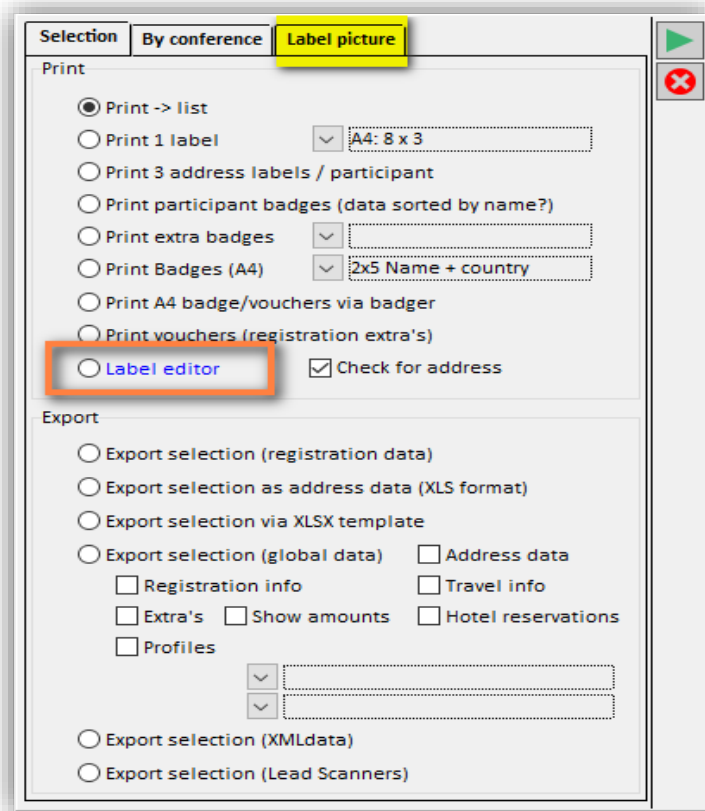 Selection By conference Label picture
Print
Print -> list
Print 1 label A4: 8 x 3
Print 3 address labels / participant
Print participant badges (data sorted by name?)
Print extra badges
Print Badges (A4) 2x5 Name + country
Print A4 badge/vouchers via badger
Print vouchers (registration extra's)
Label editor Check for address
Export
Export selection (registration data)
Export selection as address data (XLS format)
Export selection via XLSX template
Export selection (global data) Address data
Registration info Travel info
Extra's Show amounts Hotel reservations
Profiles
Export selection (XMLdata)
Export selection (Lead Scanners)